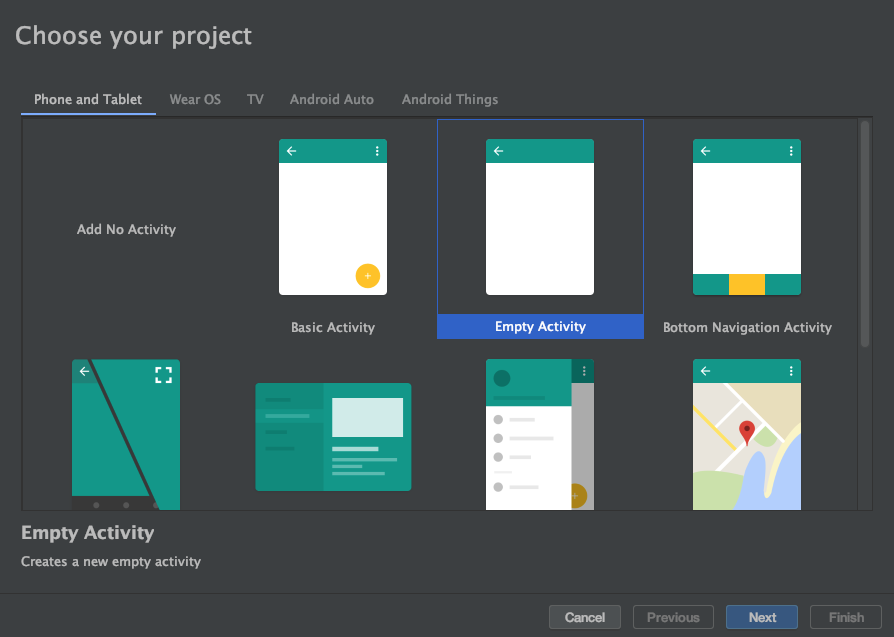 Choose your project
Phone and Tablet Wear OS TV Android Auto Android Things
Add No Activity
Basic Activity
Empty Activity
Bottom Navigation Activity
Empty Activity
Creates a new empty activity
Cancel Previous Next Finish